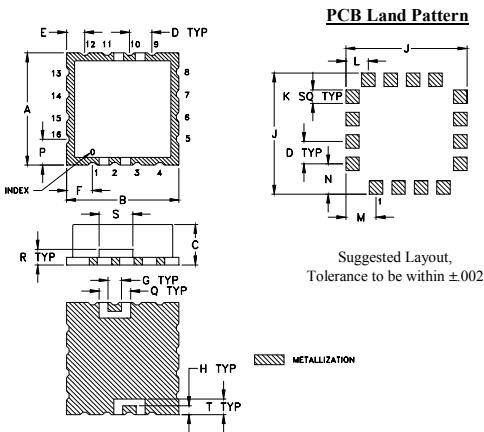 PCB Land Pattern
E
12 11 10 9
D TYP
13
14
15
16
8
7
6
5
A
P
0
INDEX
1 2 3 4
F
B
J
L
K SQ TYP
J
D TYP
N
M
1
S
R TYP
C
G TYP
Q TYP
Suggested Layout,
Tolerance to be within ±.002
METALLIZATION
H TYP
T TYP